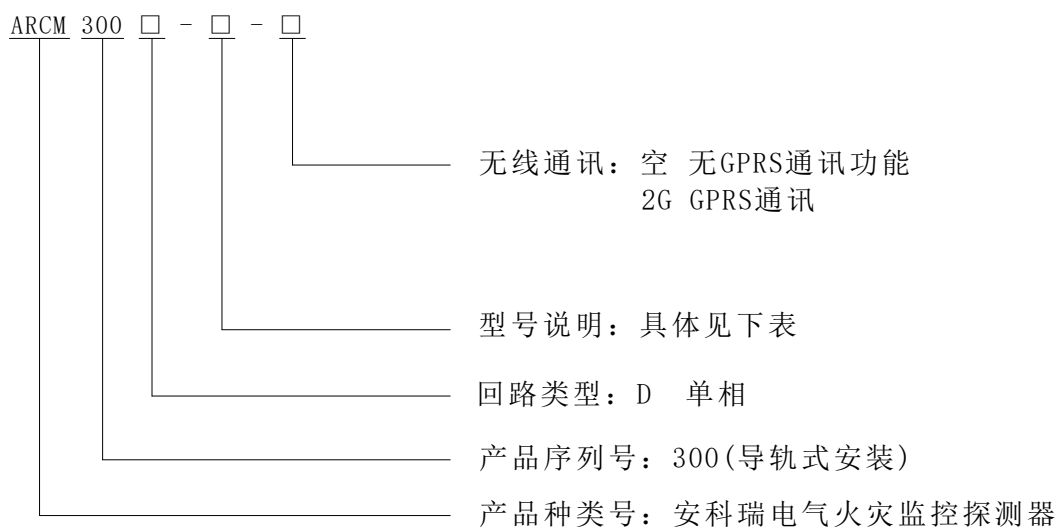 ARCM 300 □ - □ - □
无线通讯：空 无GPRS通讯功能
2G GPRS通讯
型号说明：具体见下表
回路类型：D 单相
产品序列号：300(导轨式安装)
产品种类号：安科瑞电气火灾监控探测器